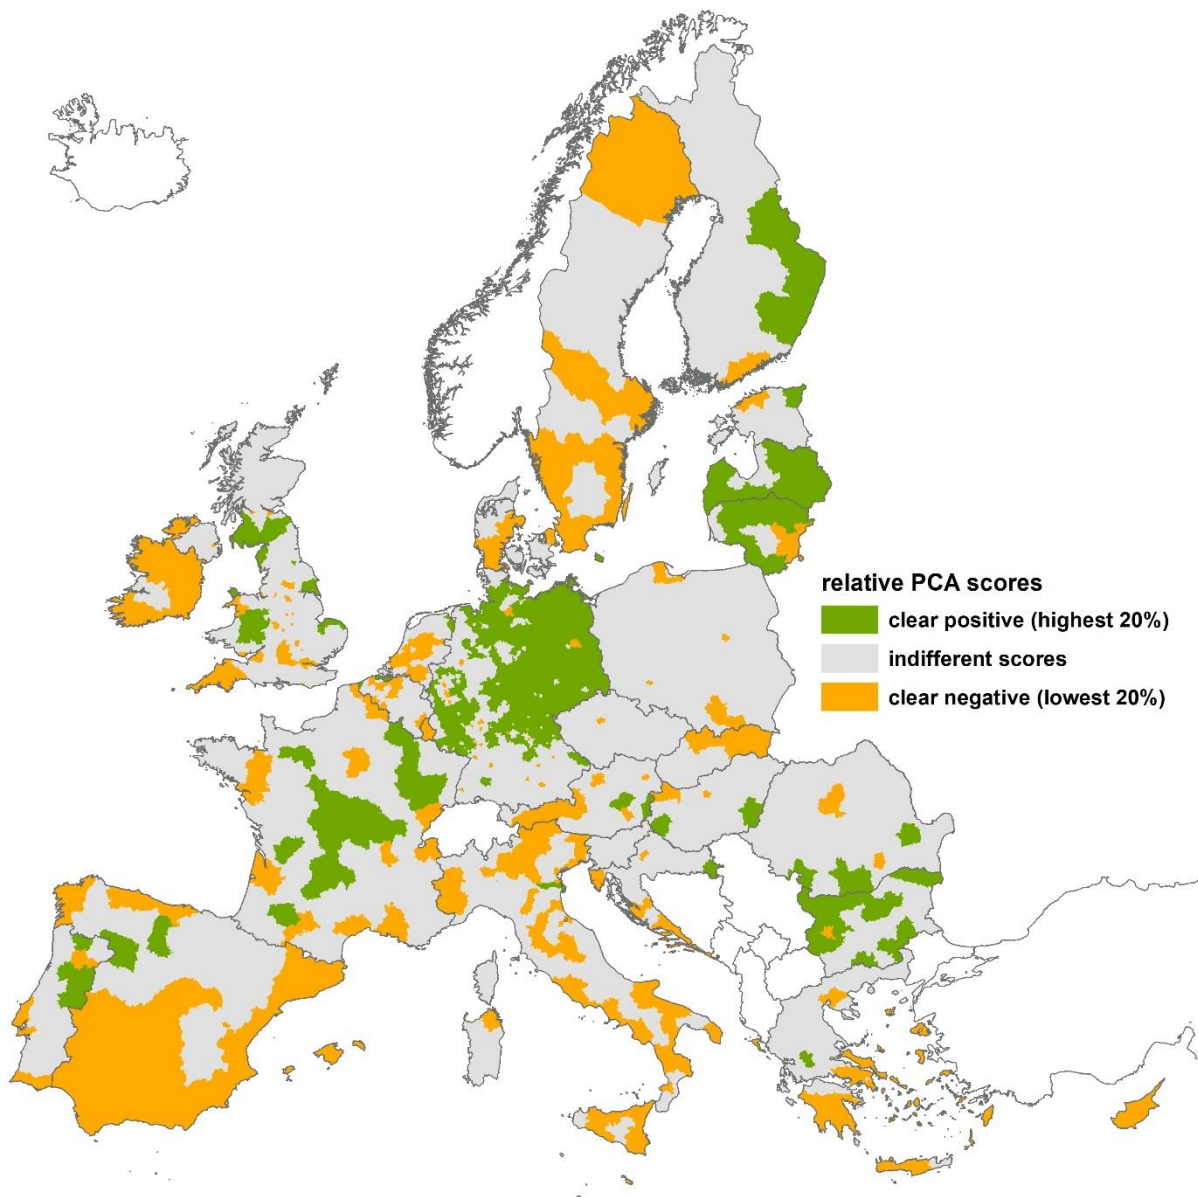 relative PCA scores
clear positive (highest 20%)
indifferent scores
clear negative (lowest 20%)